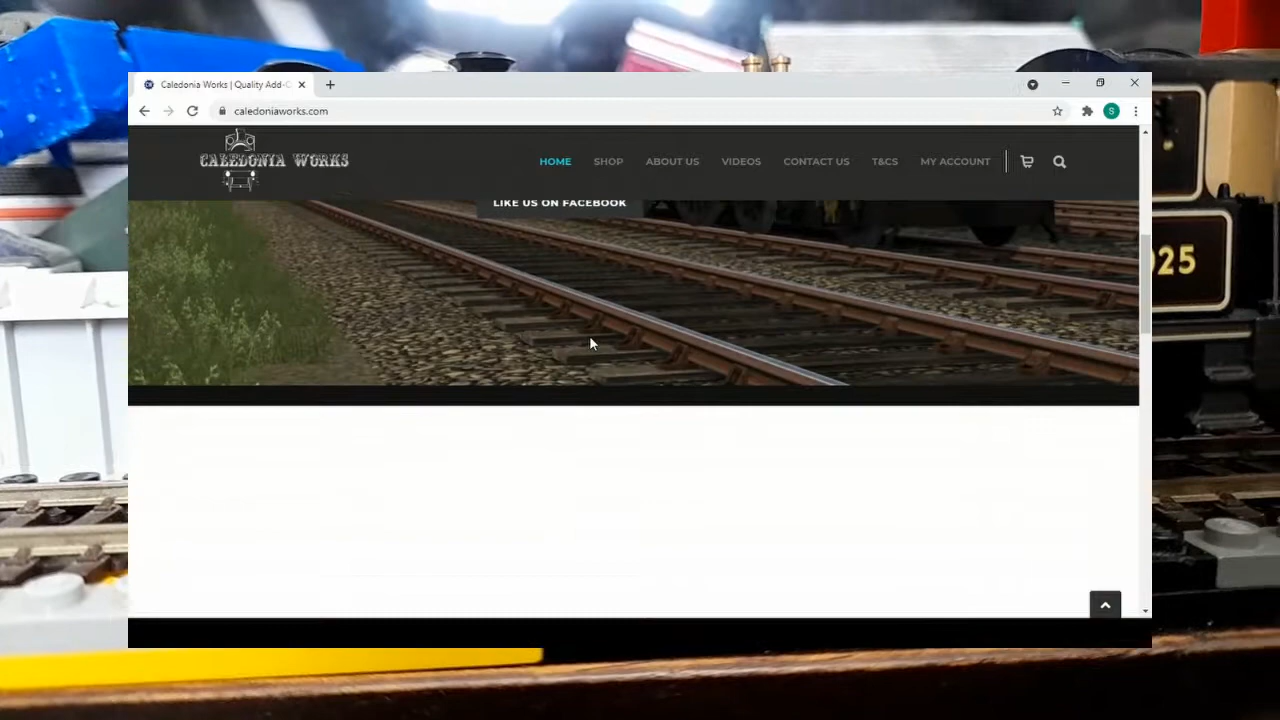 Caledonia Works | Quality Add-O
caledoniaworks.com
S
CALEDONIA WORKS
HOME SHOP ABOUT US VIDEOS CONTACT US T&CS MY ACCOUNT
LIKE US ON FACEBOOK
025